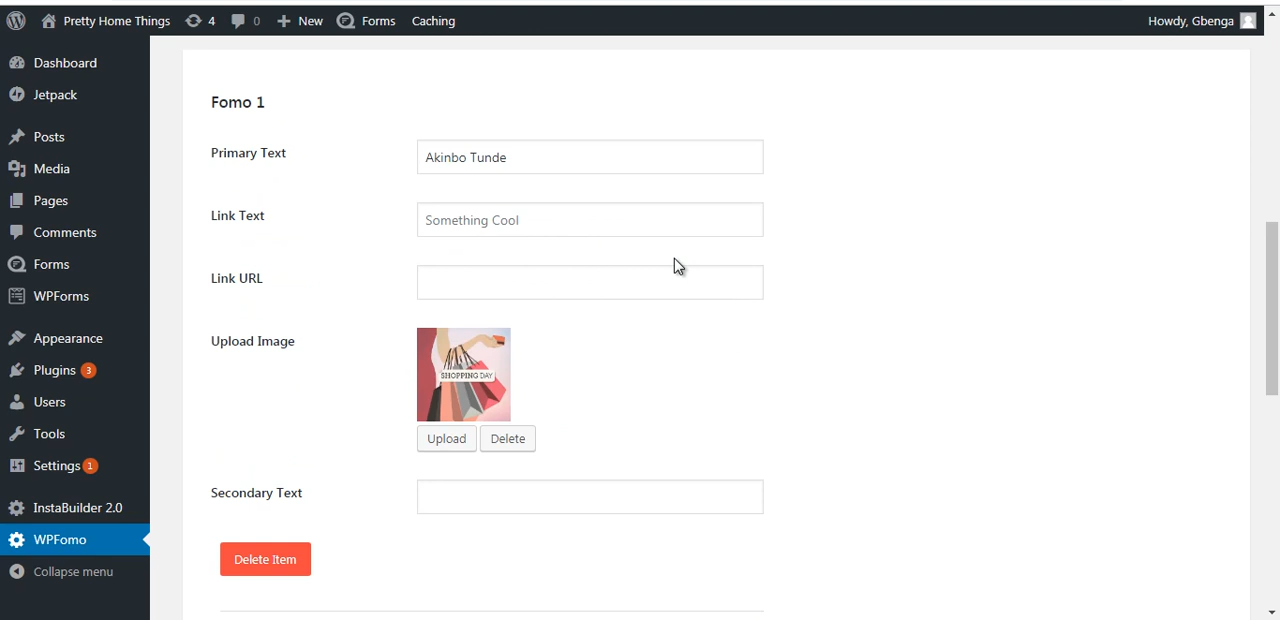 Pretty Home Things 4 0 New Forms Caching Howdy, Gbenga
Dashboard
Jetpack
Posts
Media
Pages
Comments
Forms
WPForms
Appearance
Plugins 3
Users
Tools
Settings 1
InstaBuilder 2.0
WPFomo
Collapse menu
Fomo 1
Primary Text Akinbo Tunde
Link Text Something Cool
Link URL
Upload Image
SHOPPING DAY
Upload Delete
Secondary Text
Delete Item